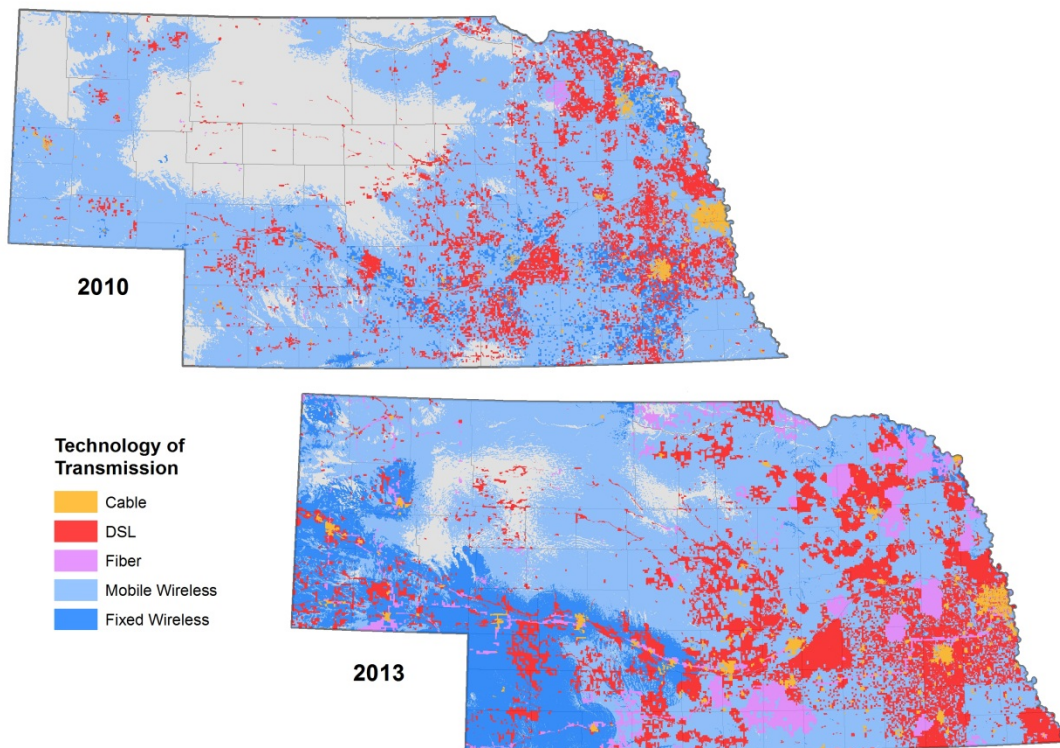 2010
Technology of
Transmission
Cable
DSL
Fiber
Mobile Wireless
Fixed Wireless
2013